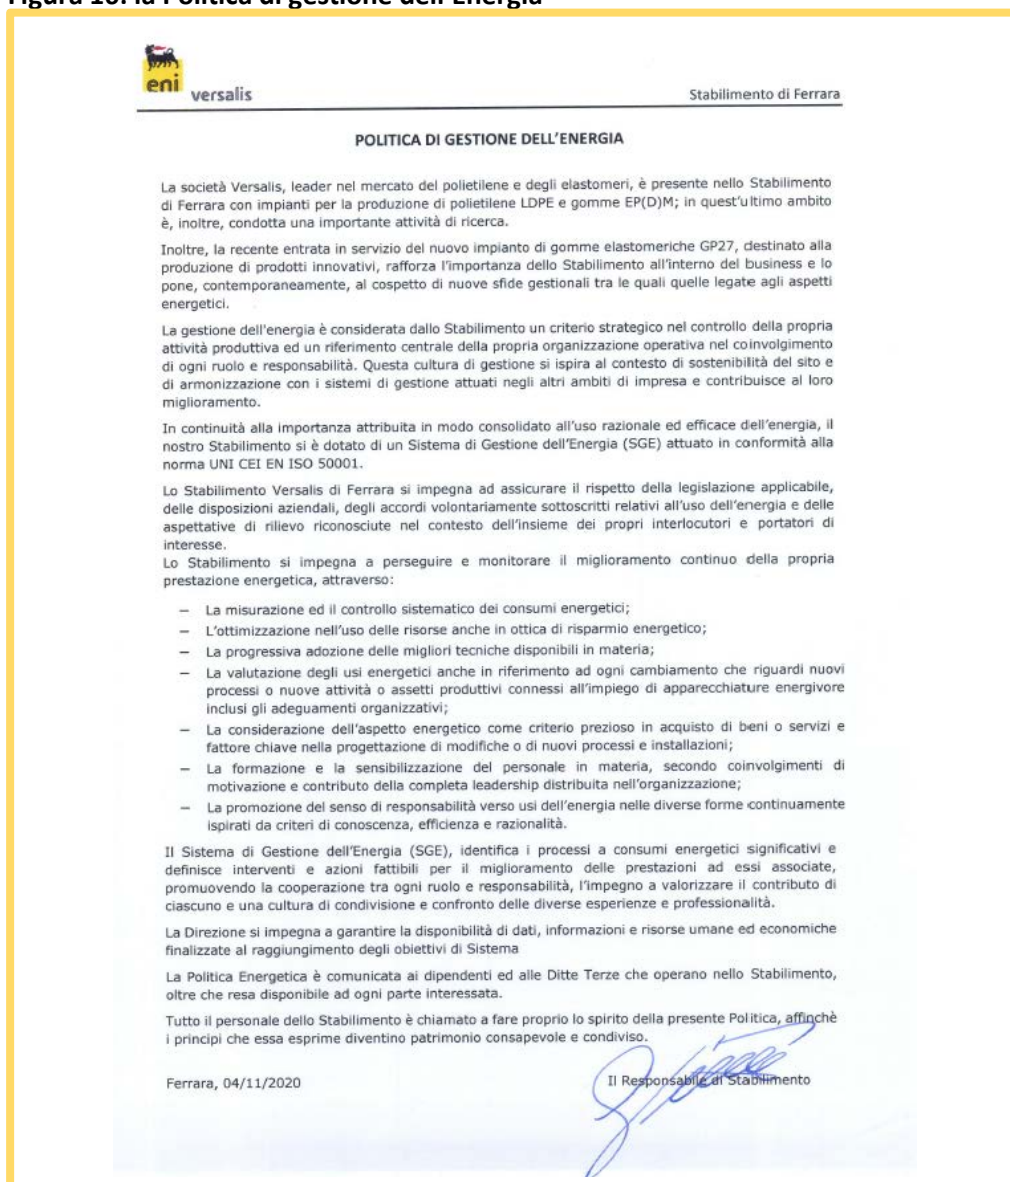 Figura 10: la Politica di gestione dell'Energia
eni
versalis
Stabilimento di Ferrara
POLITICA DI GESTIONE DELL'ENERGIA
La società Versalis, leader nel mercato del polietilene e degli elastomeri, è presente nello Stabilimento
di Ferrara con impianti per la produzione di polietilene LDPE e gomme EP(D)M; in quest'ultimo ambito
è, inoltre, condotta una importante attività di ricerca.
Inoltre, la recente entrata in servizio del nuovo impianto di gomme elastomeriche GP27, destinato alla
produzione di prodotti innovativi, rafforza l'importanza dello Stabilimento all'interno del business e lo
pone, contemporaneamente, al cospetto di nuove sfide gestionali tra le quali quelle legate agli aspetti
energetici.
La gestione dell'energia è considerata dallo Stabilimento un criterio strategico nel controllo della propria
attività produttiva ed un riferimento centrale della propria organizzazione operativa nel coinvolgimento
di ogni ruolo e responsabilità. Questa cultura di gestione si ispira al contesto di sostenibilità del sito e
di armonizzazione con i sistemi di gestione attuati negli altri ambiti di impresa e contribuisce al loro
miglioramento.
In continuità alla importanza attribuita in modo consolidato all'uso razionale ed efficace dell'energia, il
nostro Stabilimento si è dotato di un Sistema di Gestione dell'Energia (SGE) attuato in conformità alla
norma UNI CEI EN ISO 50001.
Lo Stabilimento Versalis di Ferrara si impegna ad assicurare il rispetto della legislazione applicabile,
delle disposizioni aziendali, degli accordi volontariamente sottoscritti relativi all'uso dell'energia e delle
aspettative di rilievo riconosciute nel contesto dell'insieme dei propri interlocutori e portatori di
interesse.
Lo Stabilimento si impegna a perseguire e monitorare il miglioramento continuo della propria
prestazione energetica, attraverso:
– La misurazione ed il controllo sistematico dei consumi energetici;
– L'ottimizzazione nell'uso delle risorse anche in ottica di risparmio energetico;
– La progressiva adozione delle migliori tecniche disponibili in materia;
– La valutazione degli usi energetici anche in riferimento ad ogni cambiamento che riguardi nuovi
processi o nuove attività o assetti produttivi connessi all'impiego di apparecchiature energivore
inclusi gli adeguamenti organizzativi;
– La considerazione dell'aspetto energetico come criterio prezioso in acquisto di beni o servizi e
fattore chiave nella progettazione di modifiche o di nuovi processi e installazioni;
– La formazione e la sensibilizzazione del personale in materia, secondo coinvolgimenti di
motivazione e contributo della completa leadership distribuita nell'organizzazione;
– La promozione del senso di responsabilità verso usi dell'energia nelle diverse forme continuamente
ispirati da criteri di conoscenza, efficienza e razionalità.
Il Sistema di Gestione dell'Energia (SGE), identifica i processi a consumi energetici significativi e
definisce interventi e azioni fattibili per il miglioramento delle prestazioni ad essi associate,
promuovendo la cooperazione tra ogni ruolo e responsabilità, l'impegno a valorizzare il contributo di
ciascuno e una cultura di condivisione e confronto delle diverse esperienze e professionalità.
La Direzione si impegna a garantire la disponibilità di dati, informazioni e risorse umane ed economiche
finalizzate al raggiungimento degli obiettivi di Sistema
La Politica Energetica è comunicata ai dipendenti ed alle Ditte Terze che operano nello Stabilimento,
oltre che resa disponibile ad ogni parte interessata.
Tutto il personale dello Stabilimento è chiamato a fare proprio lo spirito della presente Politica, affinchè
i principi che essa esprime diventino patrimonio consapevole e condiviso.
Ferrara, 04/11/2020
Il Responsabile di Stabilimento